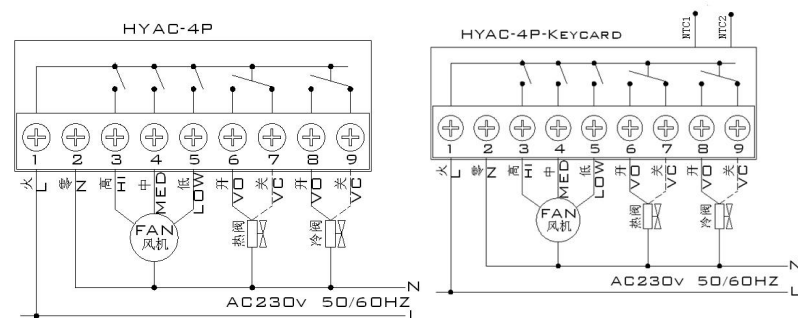 HYAC-4P
1 2 3 4 5 6 7 8 9
火 L
零 N
高 HI
中 MED
低 LOW
开 VO
关 VC
开 VO
关 VC
FAN
风机
热阀
冷阀
N
AC230V 50/60HZ
L
NTC1
NTC2
HYAC-4P-KEYCARD
1 2 3 4 5 6 7 8 9
火 L
零 N
高 HI
中 MED
低 LOW
开 VO
关 VC
开 VO
关 VC
FAN
风机
热阀
冷阀
N
AC230V 50/60HZ
L